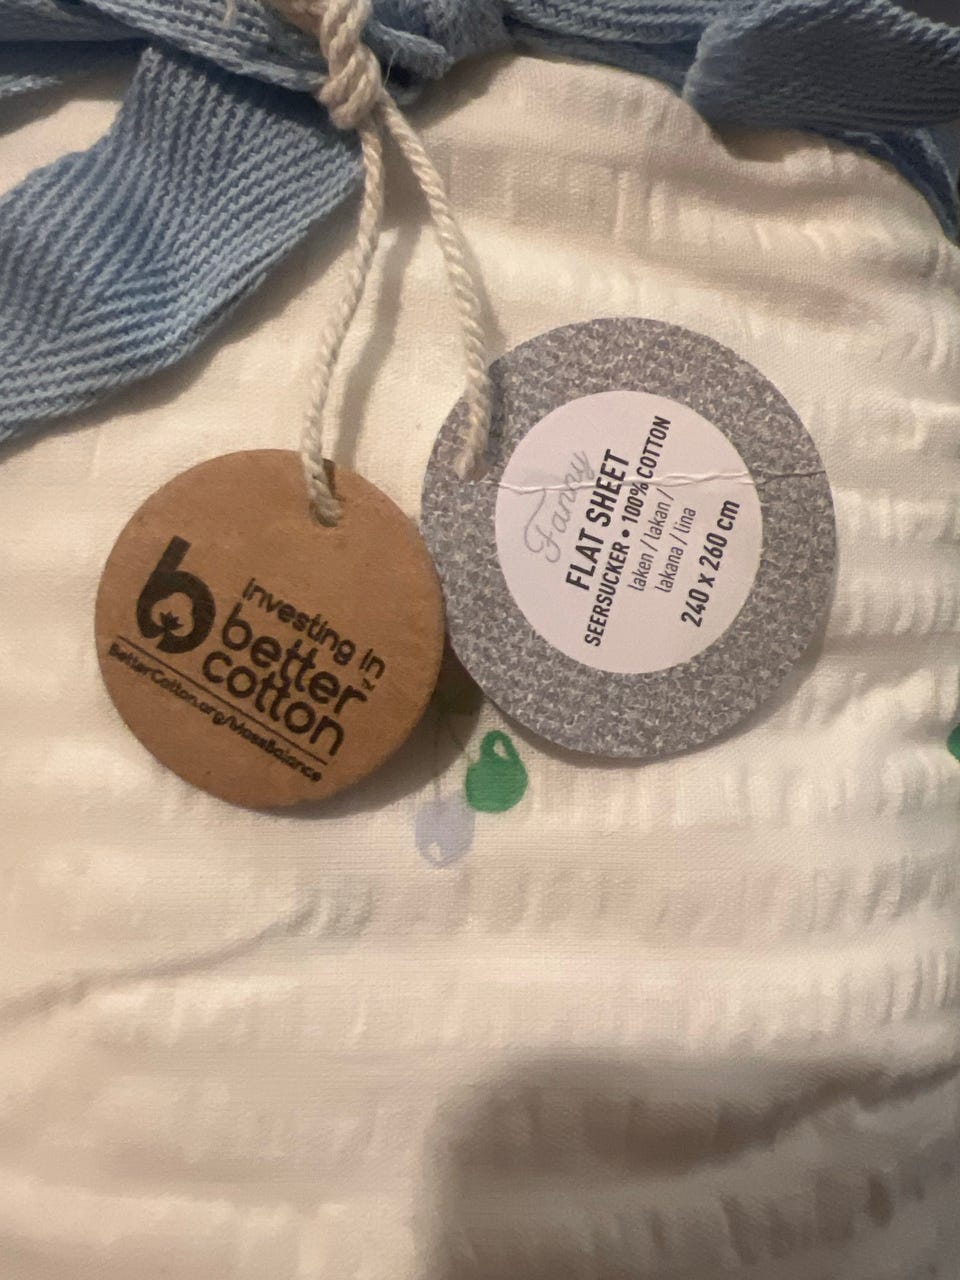 b
investing in
better
cotton™
BetterCotton.org/MassBalance
Fanny
FLAT SHEET
SEERSUCKER • 100% COTTON
laken / lakan /
lakana / lina
240 x 260 cm